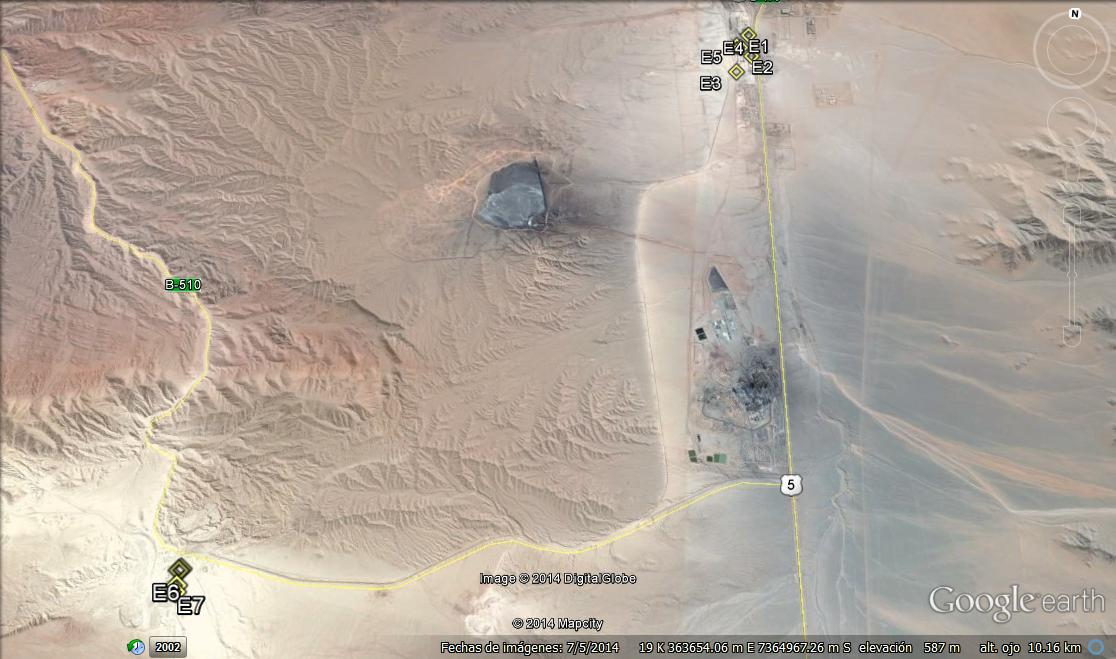 N
E4 E1
E5
E2
E3
B-510
5
E6
E7
Image © 2014 DigitalGlobe
Google earth
© 2014 Mapcity
2002
Fechas de imágenes: 7/5/2014 19 K 363654.06 m E 7364967.26 m S elevación 587 m alt. ojo 10.16 km